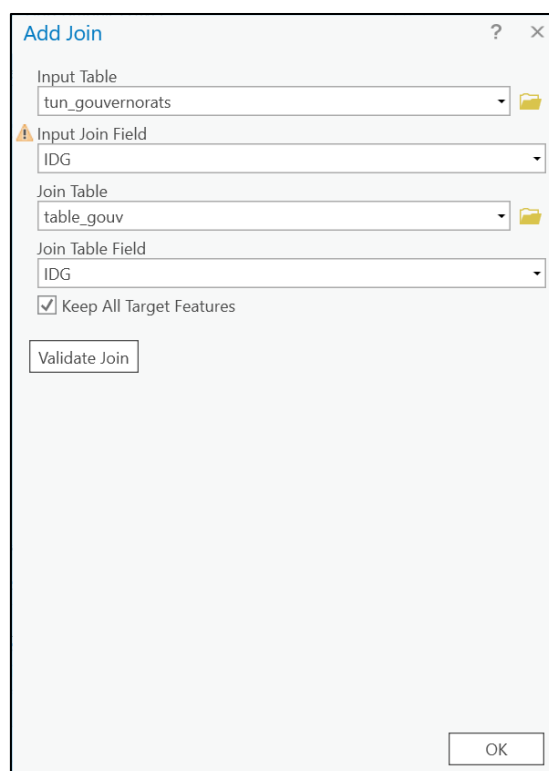 Add Join
Input Table
tun_gouvernorats
Input Join Field
IDG
Join Table
table_gouv
Join Table Field
IDG
Keep All Target Features
Validate Join
OK